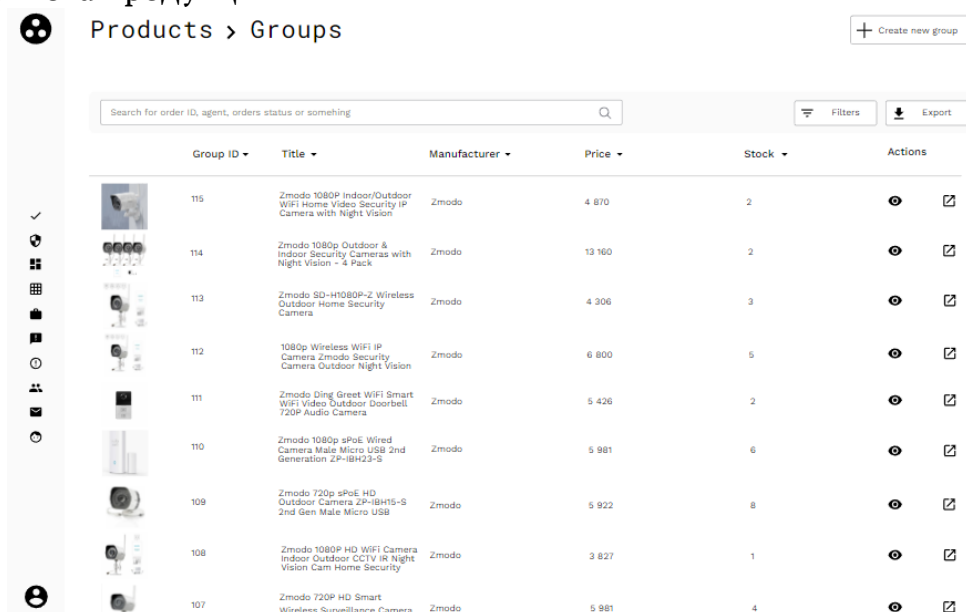 Products > Groups
Create new group
Search for order ID, agent, orders status or somehing
Filters
Export
Group ID Title Manufacturer Price Stock Actions
115 Zmodo 1080P Indoor/Outdoor
WiFi Home Video Security IP
Camera with Night Vision
Zmodo 4 870 2
114 Zmodo 1080p Outdoor &
Indoor Security Cameras with
Night Vision - 4 Pack
Zmodo 13 160 2
113 Zmodo SD-H1080P-Z Wireless
Outdoor Home Security
Camera
Zmodo 4 306 3
112 1080p Wireless WiFi IP
Camera Zmodo Security
Camera Outdoor Night Vision
Zmodo 6 800 5
111 Zmodo Ding Greet WiFi Smart
WiFi Video Outdoor Doorbell
720P Audio Camera
Zmodo 5 426 2
110 Zmodo 1080p sPoE Wired
Camera Male Micro USB 2nd
Generation ZP-IBH23-S
Zmodo 5 981 6
109 Zmodo 720p sPoE HD
Outdoor Camera ZP-IBH15-S
2nd Gen Male Micro USB
Zmodo 5 922 8
108 Zmodo 1080P HD WiFi Camera
Indoor Outdoor CCTV IR Night
Vision Cam Home Security
Zmodo 3 827 1
107 Zmodo 720P HD Smart
Wireless Surveillance Camera
Zmodo 5 981 4